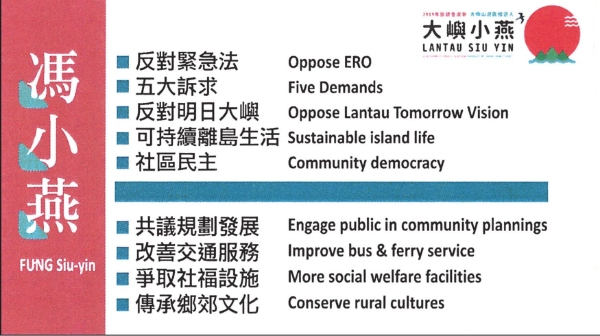 2019年區議會選舉 大嶼山選區候選人
大嶼小燕
LANTAU SIU YIN
馮小燕
FUNG Siu-yin
反對緊急法 Oppose ERO
五大訴求 Five Demands
反對明日大嶼 Oppose Lantau Tomorrow Vision
可持續離島生活 Sustainable island life
社區民主 Community democracy
共議規劃發展 Engage public in community plannings
改善交通服務 Improve bus & ferry service
爭取社福設施 More social welfare facilities
傳承鄉郊文化 Conserve rural cultures